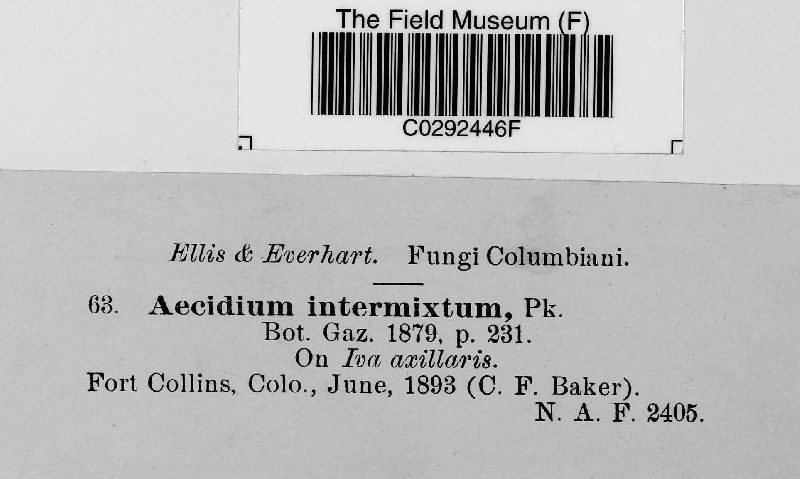 The Field Museum (F)
C0292446F
Ellis & Everhart. Fungi Columbiani.
63. Aecidium intermixtum, Pk.
Bot. Gaz. 1879, p. 231.
On Iva axillaris.
Fort Collins, Colo., June, 1893 (C. F. Baker).
N. A. F. 2405.